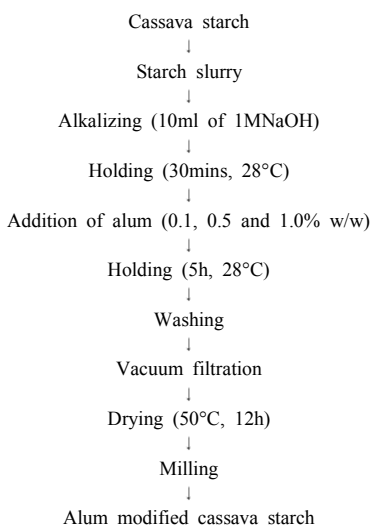 Cassava starch
↓
Starch slurry
↓
Alkalizing (10ml of 1MNaOH)
↓
Holding (30mins, 28°C)
↓
Addition of alum (0.1, 0.5 and 1.0% w/w)
↓
Holding (5h, 28°C)
↓
Washing
↓
Vacuum filtration
↓
Drying (50°C, 12h)
↓
Milling
↓
Alum modified cassava starch